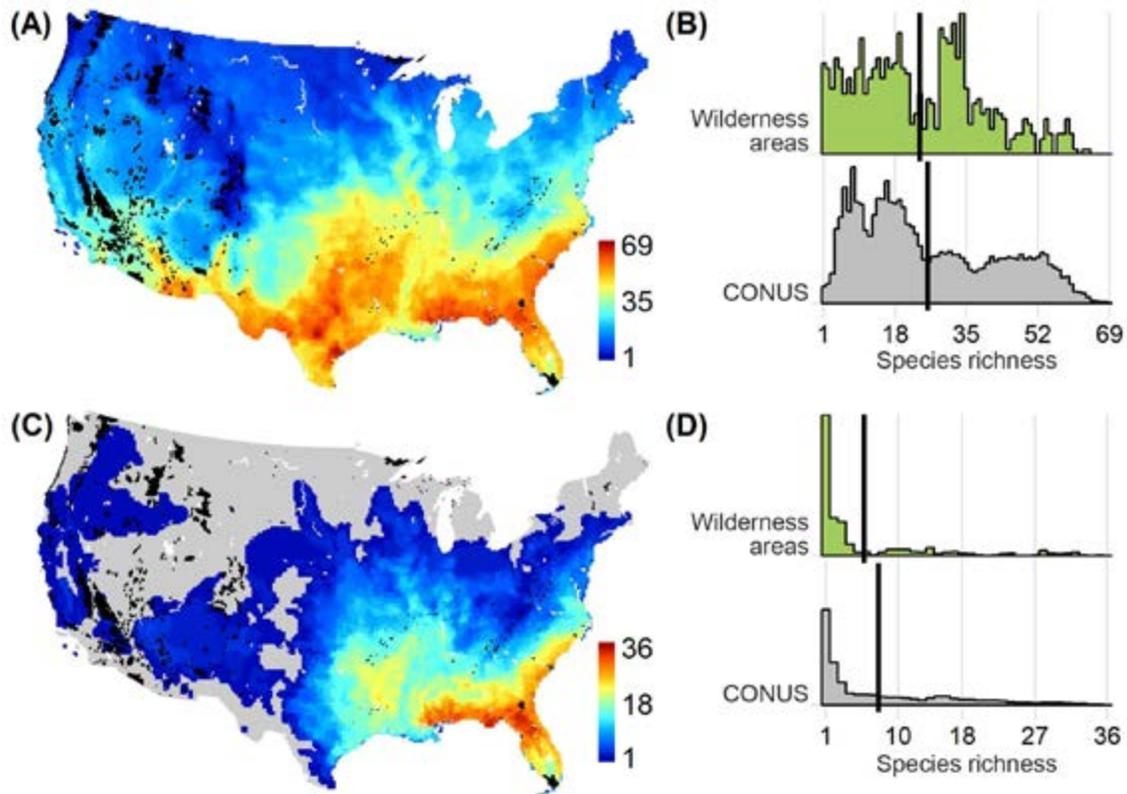 (A)
69
35
1
(B)
Wilderness
areas
CONUS
1 18 35 52 69
Species richness
(C)
36
18
1
(D)
Wilderness
areas
CONUS
1 10 18 27 36
Species richness